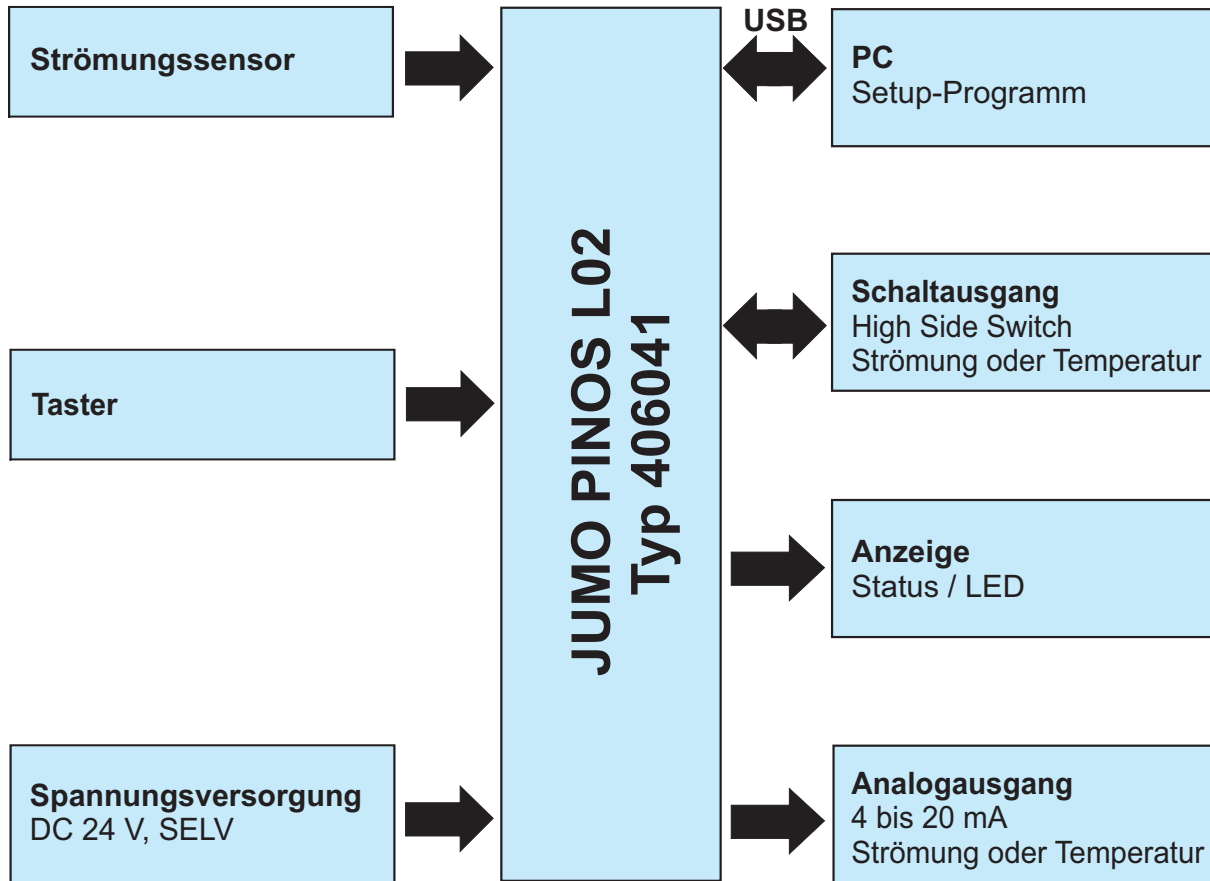 Strömungssensor
Taster
Spannungsversorgung
DC 24 V, SELV
JUMO PINOS L02
Typ 406041
USB
PC
Setup-Programm
Schaltausgang
High Side Switch
Strömung oder Temperatur
Anzeige
Status / LED
Analogausgang
4 bis 20 mA
Strömung oder Temperatur